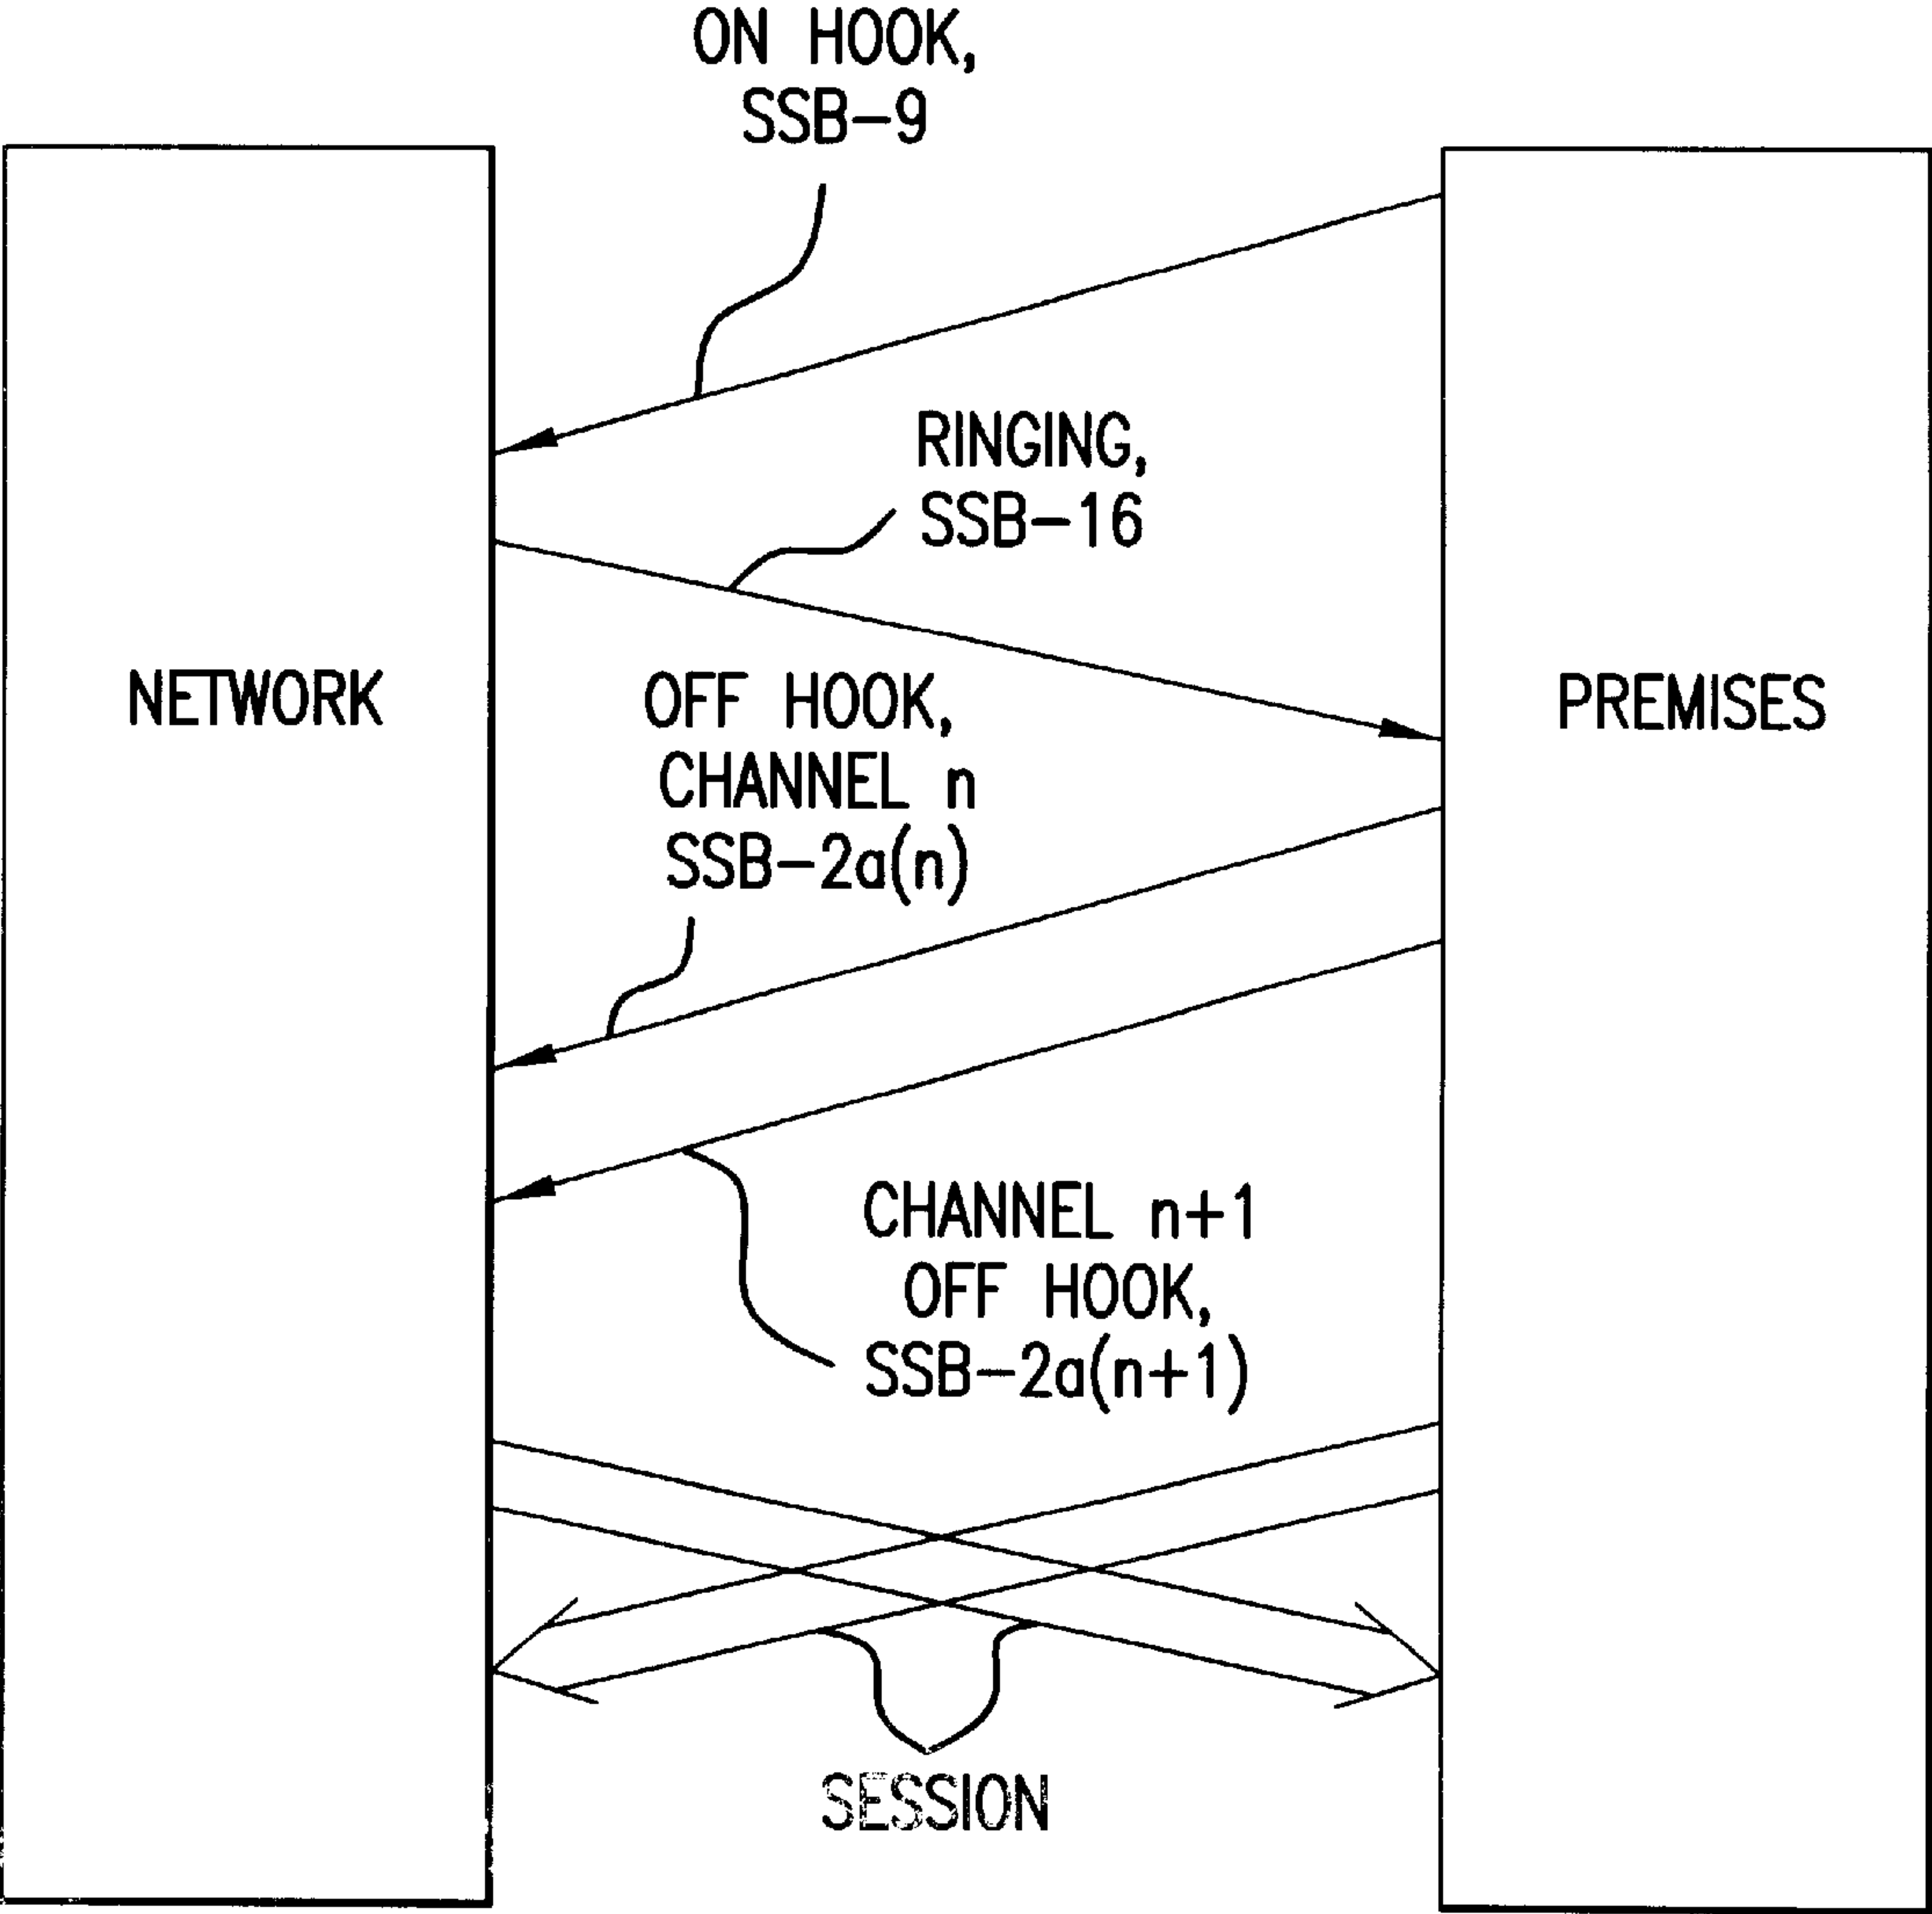 ON HOOK,
SSB-9
RINGING,
SSB-16
NETWORK
OFF HOOK,
CHANNEL n
SSB-2a(n)
PREMISES
CHANNEL n+1
OFF HOOK,
SSB-2a(n+1)
SESSION